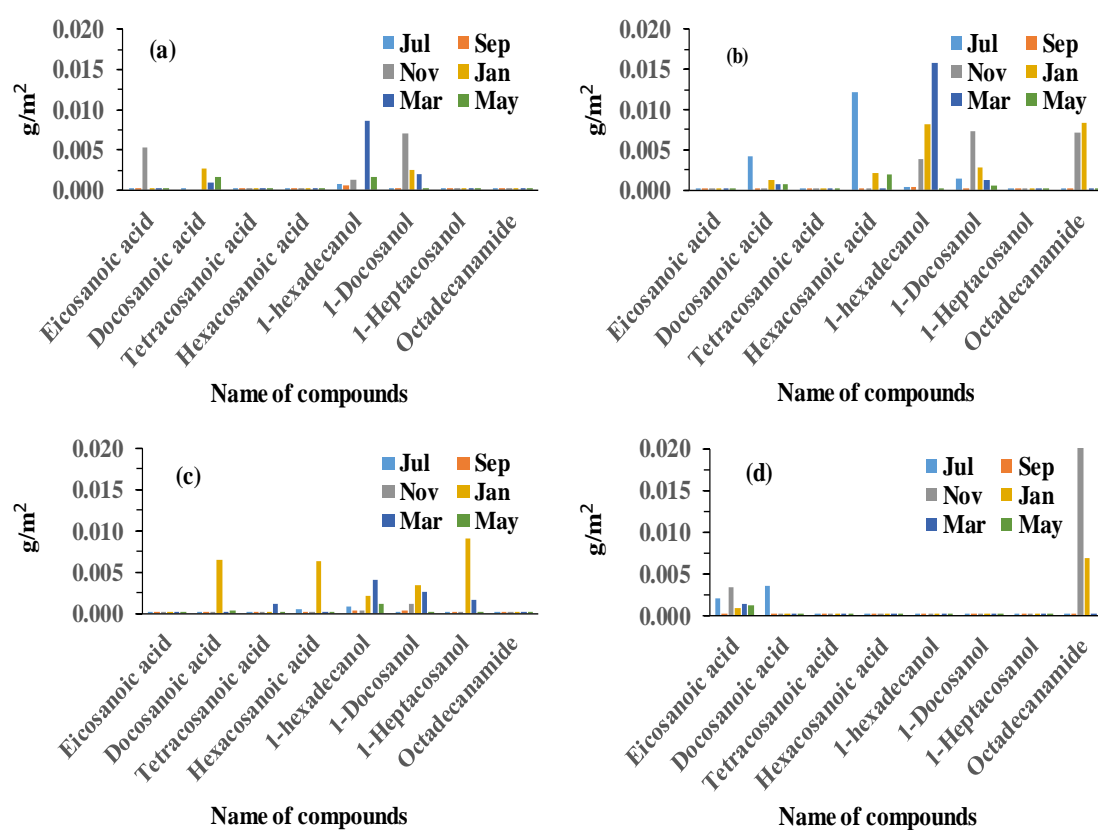 (a)
Jul Sep
Nov Jan
Mar May
0.020
0.015
0.010
0.005
0.000
g/m²
Eicosanoic acid
Docosanoic acid
Tetracosanoic acid
Hexacosanoic acid
1-hexadecanol
1-Docosanol
1-Heptacosanol
Octadecanamide
Name of compounds
(b)
Jul Sep
Nov Jan
Mar May
0.020
0.015
0.010
0.005
0.000
g/m²
Eicosanoic acid
Docosanoic acid
Tetracosanoic acid
Hexacosanoic acid
1-hexadecanol
1-Docosanol
1-Heptacosanol
Octadecanamide
Name of compounds
(c)
Jul Sep
Nov Jan
Mar May
0.020
0.015
0.010
0.005
0.000
g/m²
Eicosanoic acid
Docosanoic acid
Tetracosanoic acid
Hexacosanoic acid
1-hexadecanol
1-Docosanol
1-Heptacosanol
Octadecanamide
Name of compounds
(d)
Jul Sep
Nov Jan
Mar May
0.020
0.015
0.010
0.005
0.000
g/m²
Eicosanoic acid
Docosanoic acid
Tetracosanoic acid
Hexacosanoic acid
1-hexadecanol
1-Docosanol
1-Heptacosanol
Octadecanamide
Name of compounds